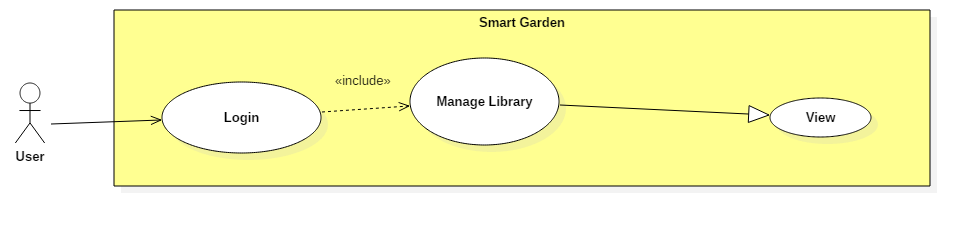 Smart Garden
«include»
Login
Manage Library
View
User